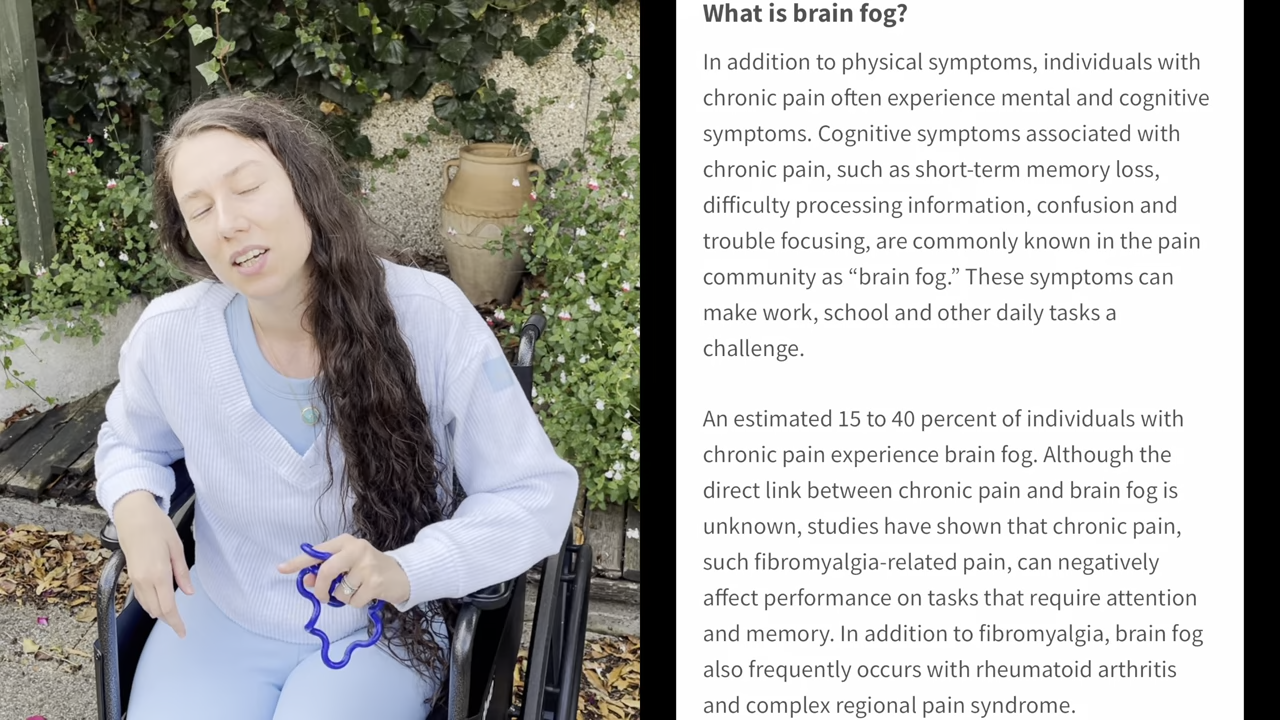 What is brain fog?
In addition to physical symptoms, individuals with
chronic pain often experience mental and cognitive
symptoms. Cognitive symptoms associated with
chronic pain, such as short-term memory loss,
difficulty processing information, confusion and
trouble focusing, are commonly known in the pain
community as “brain fog.” These symptoms can
make work, school and other daily tasks a
challenge.
An estimated 15 to 40 percent of individuals with
chronic pain experience brain fog. Although the
direct link between chronic pain and brain fog is
unknown, studies have shown that chronic pain,
such fibromyalgia-related pain, can negatively
affect performance on tasks that require attention
and memory. In addition to fibromyalgia, brain fog
also frequently occurs with rheumatoid arthritis
and complex regional pain syndrome.